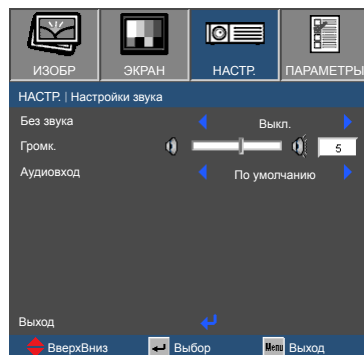 ИЗОБР ЭКРАН НАСТР. ПАРАМЕТРЫ
НАСТР. | Настройки звука
Без звука Выкл.
Громк. 5
Аудиовход По умолчанию
Выход
ВверхВниз Выбор Menu Выход